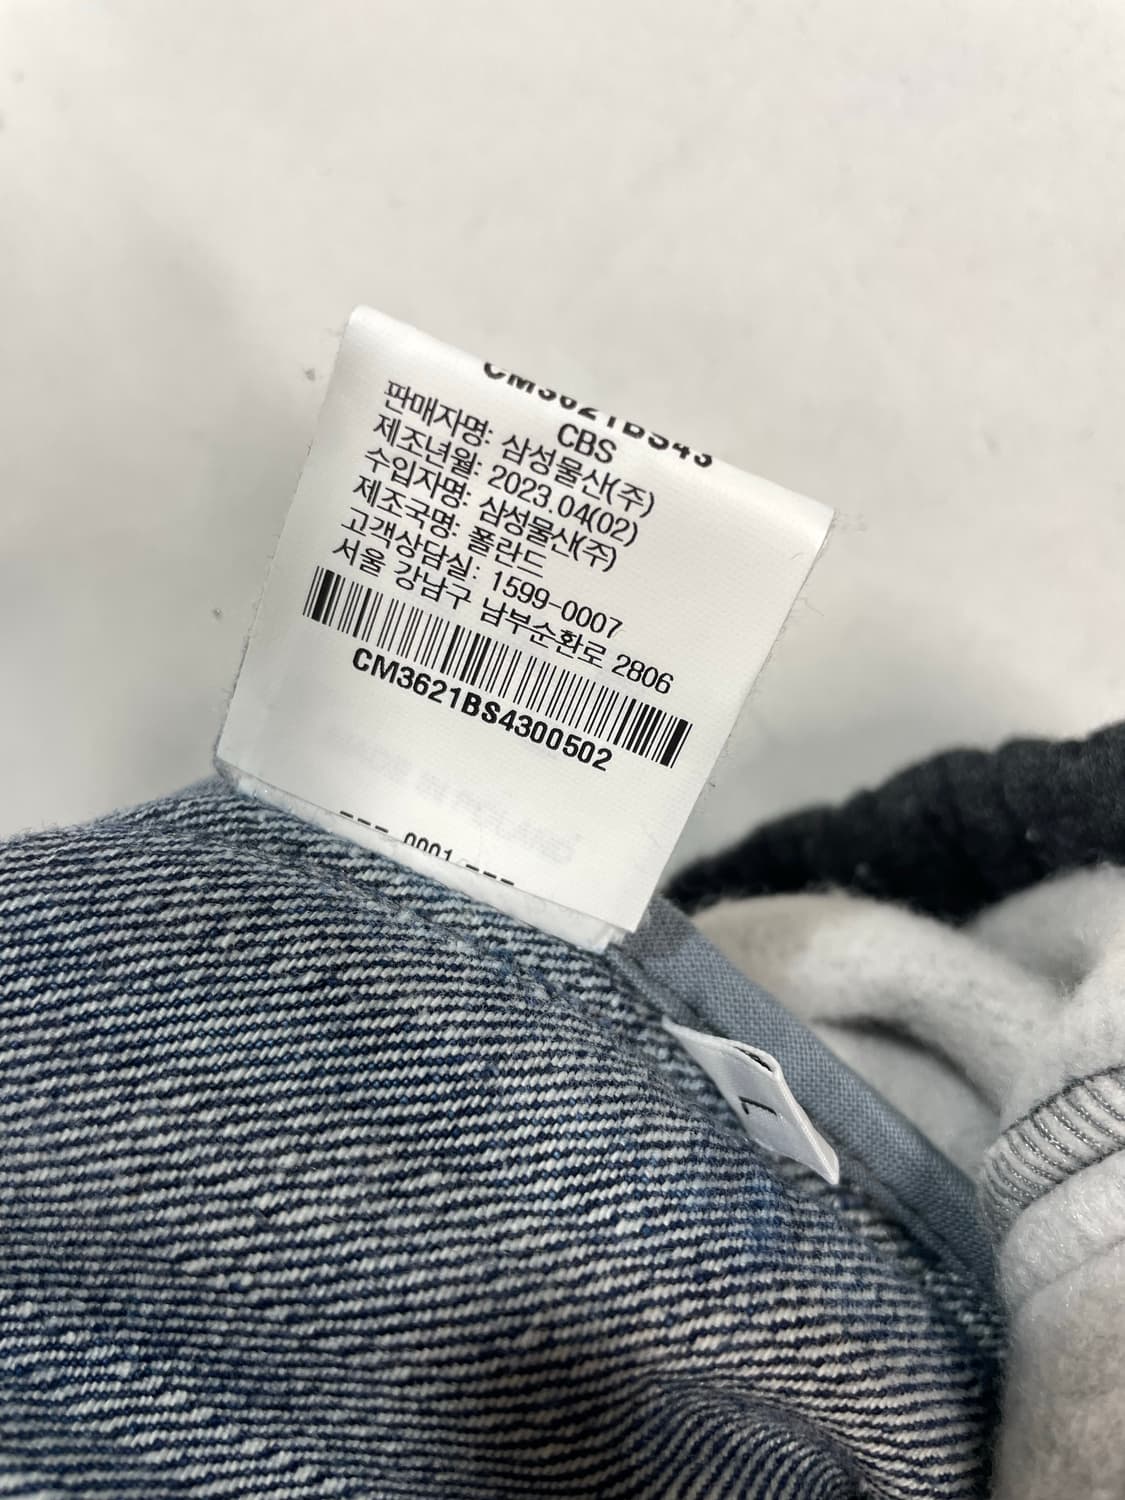 CM3621BS43
CBS
판매자명: 삼성물산(주)
제조년월: 2023.04(02)
수입자명: 삼성물산(주)
제조국명: 폴란드
고객상담실: 1599-0007
서울 강남구 남부순환로 2806
CM3621BS4300502
--- 0001 ---